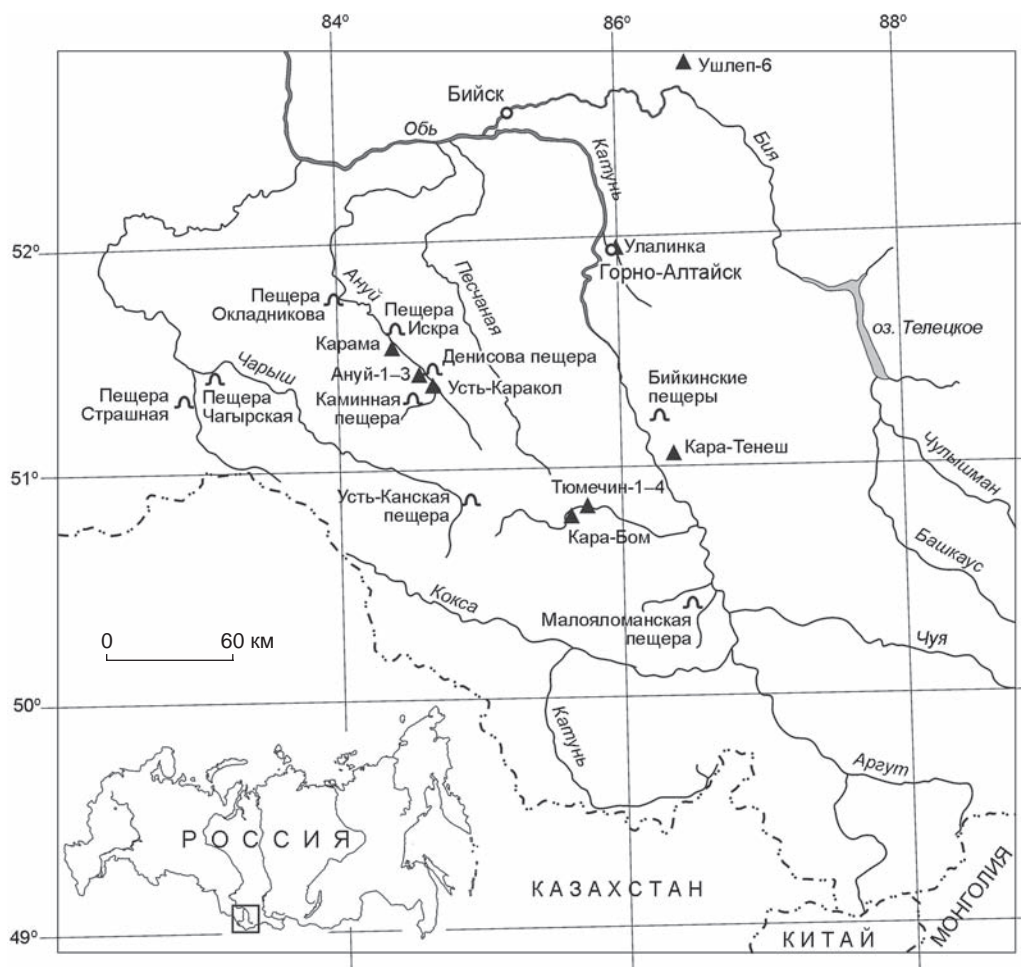 84°
86°
88°
Ушлеп-6
Бийск
Обь
Катунь
Бия
52°
Улалинка
Горно-Алтайск
Ануй
Песчаная
Пещера
Окладникова
Пещера
Искра
оз. Телецкое
Карама
Денисова пещера
Ануй-1–3
Усть-Каракол
Чарыш
Каминная
пещера
Бийкинские
пещеры
Пещера
Страшная
Пещера
Чагырская
Кара-Тенеш
Чулышман
51°
Тюмечин-1–4
Усть-Канская
пещера
Кара-Бом
Башкаус
Кокса
Малояломанская
пещера
Чуя
0 60 км
50°
Катунь
Аргут
РОССИЯ
КАЗАХСТАН
МОНГОЛИЯ
КИТАЙ
49°